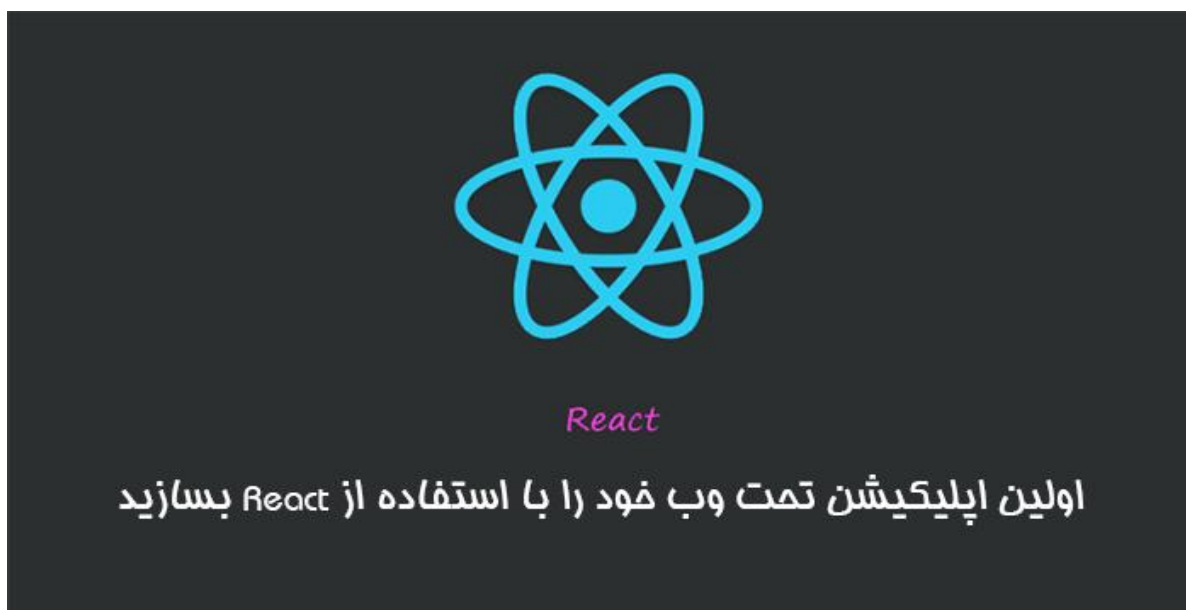 React
اولین اپلیکیشن تحت وب خود را با استفاده از React بسازید